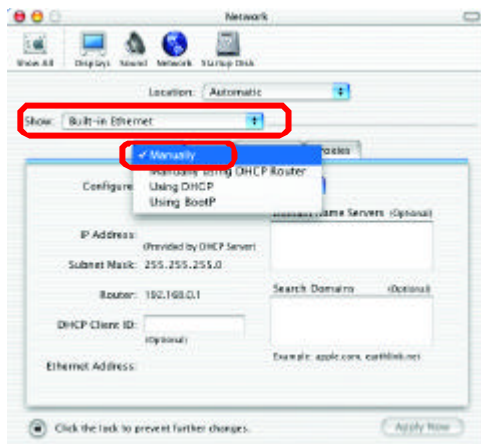 Network
Show All Displays Sound Network Startup Disk
Location: Automatic
Show: Built-in Ethernet
Proxies
✓ Manually
Manually using DHCP Router
Configure
Using DHCP
Using BootP
Name Servers (Optional)
IP Address:
(Provided by DHCP Server)
Subnet Mask: 255.255.255.0
Router: 192.168.0.1
Search Domains (Optional)
DHCP Client ID:
(Optional)
Example: apple.com, earthlink.net
Ethernet Address:
Click the lock to prevent further changes.
Apply Now